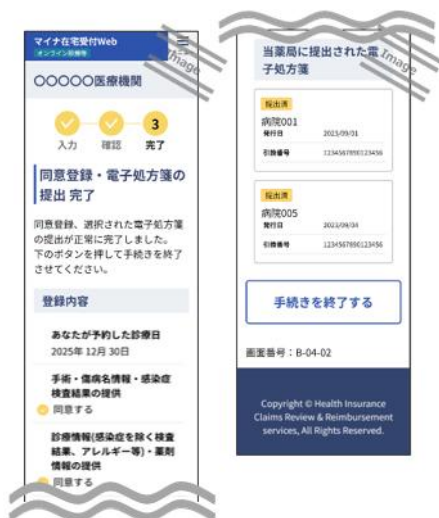 マイナ在宅受付Web
オンライン診療等
Image
○○○○○医療機関
入力
確認
3
完了
同意登録・電子処方箋の
提出 完了
同意登録、選択された電子処方箋
の提出が正常に完了しました。
下のボタンを押して手続きを終了
させてください。
登録内容
あなたが予約した診療日
2025年 12月 30日
手術・傷病名情報・感染症
検査結果の提供
同意する
診療情報(感染症を除く検査
結果、アレルギー等)・薬剤
情報の提供
同意する
当薬局に提出された電
子処方箋
Image
提出済
病院001
発行日 2023/09/01
引換番号 1234567890123456
提出済
病院005
発行日 2023/09/04
引換番号 1234567890123456
手続きを終了する
画面番号：B-04-02
Copyright © Health Insurance
Claims Review & Reimbursement
services, All Rights Reserved.